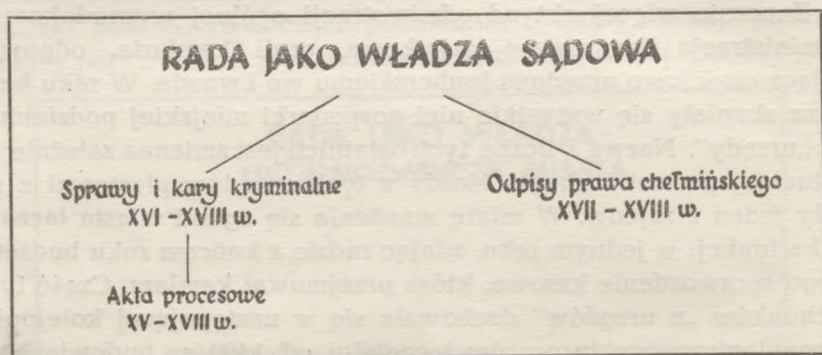 RADA JAKO WŁADZA SĄDOWA
Sprawy i kary kryminalne
XVI – XVIII w.
Odpisy prawa chełmińskiego
XVII – XVIII w.
Akta procesowe
XV – XVIII w.